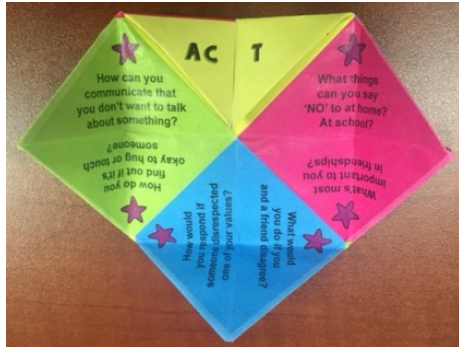 ACT
How can you
communicate that
you don't want to talk
about something?
How do you
find out if it's
okay to hug or touch
someone?
What things
can you say
'NO' to at home?
At school?
What's most
important to you
in friendships?
How would
you respond if
someone disrespected
one of your values?
What would
you do if you
and a friend disagree?